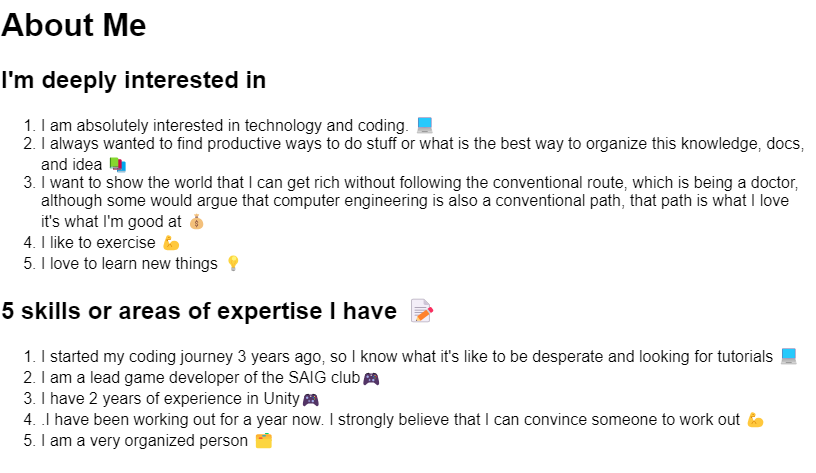 About Me
I'm deeply interested in
1. I am absolutely interested in technology and coding. 💻
2. I always wanted to find productive ways to do stuff or what is the best way to organize this knowledge, docs,
and idea 📚
3. I want to show the world that I can get rich without following the conventional route, which is being a doctor,
although some would argue that computer engineering is also a conventional path, that path is what I love
it's what I'm good at 💰
4. I like to exercise 💪
5. I love to learn new things 💡
5 skills or areas of expertise I have 📝
1. I started my coding journey 3 years ago, so I know what it's like to be desperate and looking for tutorials 💻
2. I am a lead game developer of the SAIG club🎮
3. I have 2 years of experience in Unity🎮
4. .I have been working out for a year now. I strongly believe that I can convince someone to work out 💪
5. I am a very organized person 🗂️